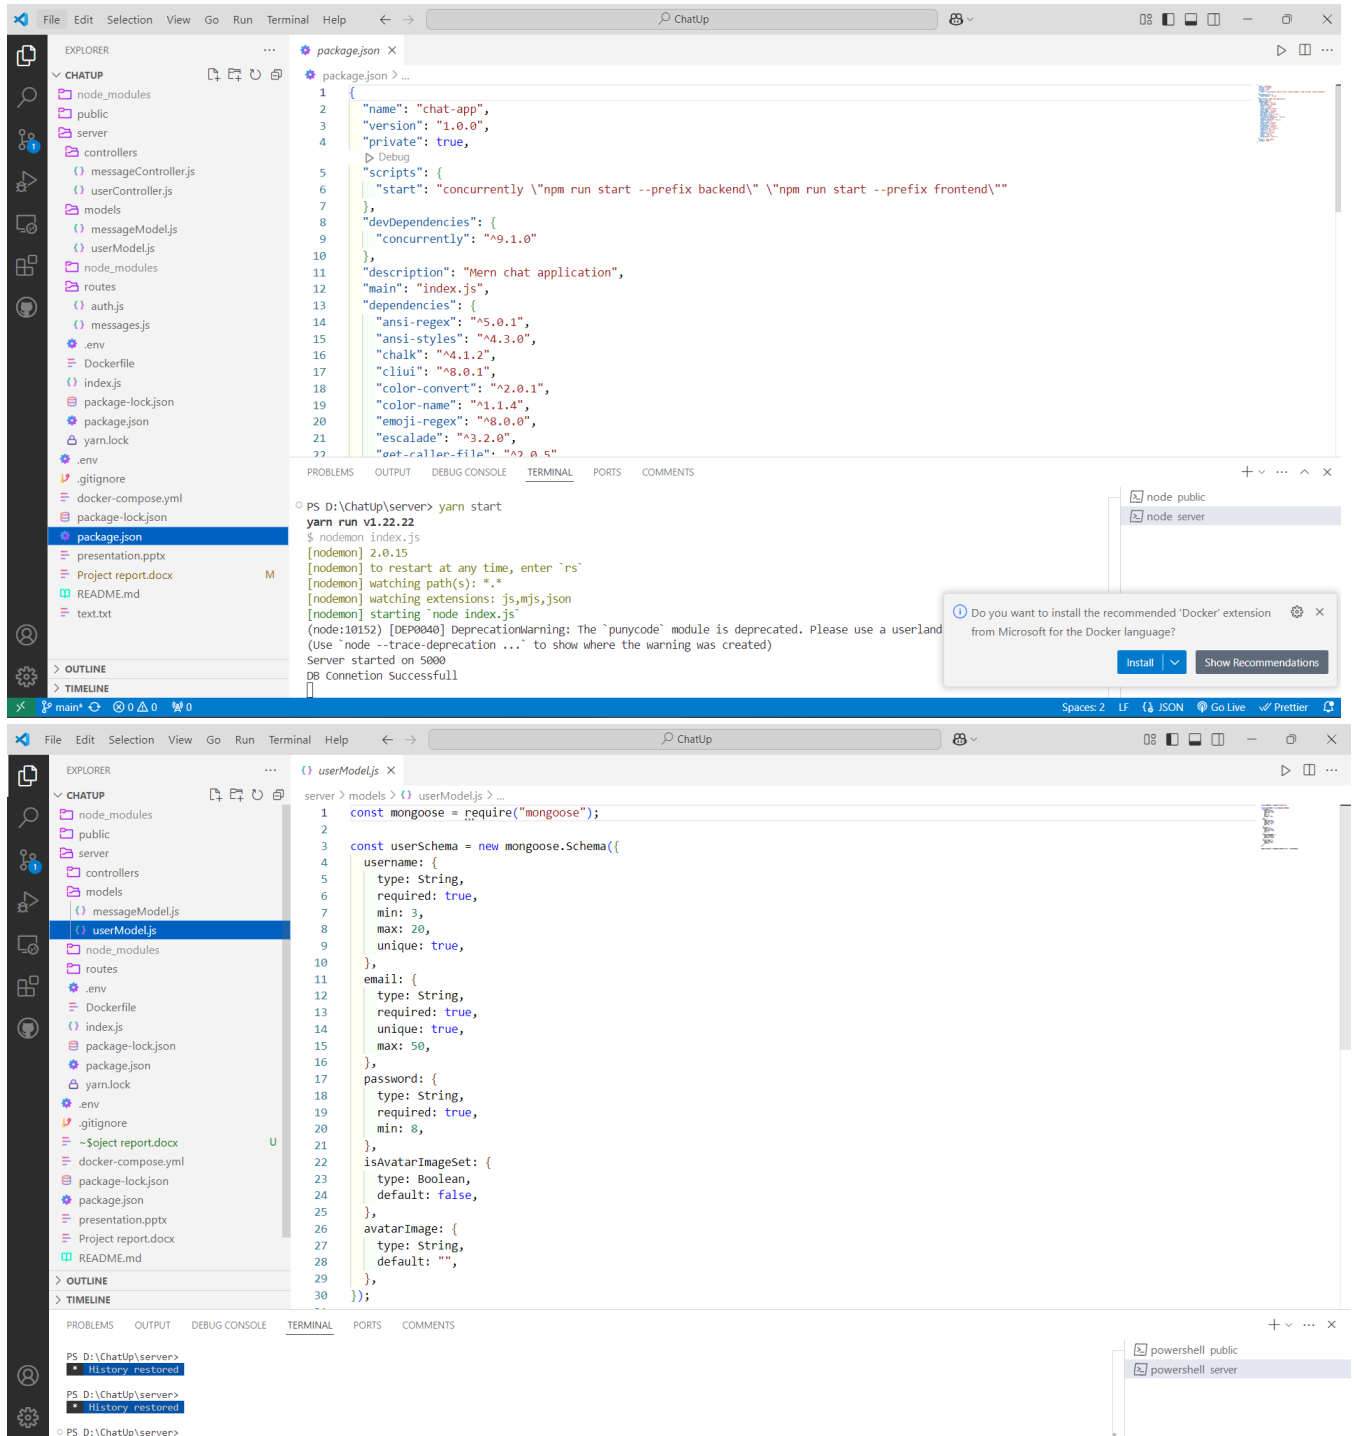 File Edit Selection View Go Run Terminal Help ChatUp
EXPLORER
CHATUP
node_modules
public
server
controllers
messageController.js
userController.js
models
messageModel.js
userModel.js
node_modules
routes
auth.js
messages.js
.env
Dockerfile
index.js
package-lock.json
package.json
yarn.lock
.env
.gitignore
docker-compose.yml
package-lock.json
package.json
presentation.pptx
Project report.docx M
README.md
text.txt
OUTLINE
TIMELINE
package.json
package.json > ...
1 {
2 "name": "chat-app",
3 "version": "1.0.0",
4 "private": true,
Debug
5 "scripts": {
6 "start": "concurrently \"npm run start --prefix backend\" \"npm run start --prefix frontend\""
7 },
8 "devDependencies": {
9 "concurrently": "^9.1.0"
10 },
11 "description": "Mern chat application",
12 "main": "index.js",
13 "dependencies": {
14 "ansi-regex": "^5.0.1",
15 "ansi-styles": "^4.3.0",
16 "chalk": "^4.1.2",
17 "cliui": "^8.0.1",
18 "color-convert": "^2.0.1",
19 "color-name": "^1.1.4",
20 "emoji-regex": "^8.0.0",
21 "escalade": "^3.2.0",
22 "get-caller-file": "^2.0.5"
PROBLEMS OUTPUT DEBUG CONSOLE TERMINAL PORTS COMMENTS
PS D:\ChatUp\server> yarn start
yarn run v1.22.22
$ nodemon index.js
[nodemon] 2.0.15
[nodemon] to restart at any time, enter `rs`
[nodemon] watching path(s): *.*
[nodemon] watching extensions: js,mjs,json
[nodemon] starting `node index.js`
(node:10152) [DEP0040] DeprecationWarning: The `punycode` module is deprecated. Please use a userland
(Use `node --trace-deprecation ...` to show where the warning was created)
Server started on 5000
DB Connetion Successfull
node public
node server
Do you want to install the recommended 'Docker' extension
from Microsoft for the Docker language?
Install
Show Recommendations
main* 0 0 0 Spaces: 2 LF JSON Go Live Prettier
1
File Edit Selection View Go Run Terminal Help ChatUp
EXPLORER
CHATUP
node_modules
public
server
controllers
models
messageModel.js
userModel.js
node_modules
routes
.env
Dockerfile
index.js
package-lock.json
package.json
yarn.lock
.env
.gitignore
~$oject report.docx U
docker-compose.yml
package-lock.json
package.json
presentation.pptx
Project report.docx
README.md
OUTLINE
TIMELINE
1
userModel.js
server > models > userModel.js > ...
1 const mongoose = require("mongoose");
2
3 const userSchema = new mongoose.Schema({
4 username: {
5 type: String,
6 required: true,
7 min: 3,
8 max: 20,
9 unique: true,
10 },
11 email: {
12 type: String,
13 required: true,
14 unique: true,
15 max: 50,
16 },
17 password: {
18 type: String,
19 required: true,
20 min: 8,
21 },
22 isAvatarImageSet: {
23 type: Boolean,
24 default: false,
25 },
26 avatarImage: {
27 type: String,
28 default: "",
29 },
30 });
PROBLEMS OUTPUT DEBUG CONSOLE TERMINAL PORTS COMMENTS
PS D:\ChatUp\server>
* History restored
PS D:\ChatUp\server>
* History restored
PS D:\ChatUp\server>
powershell public
powershell server